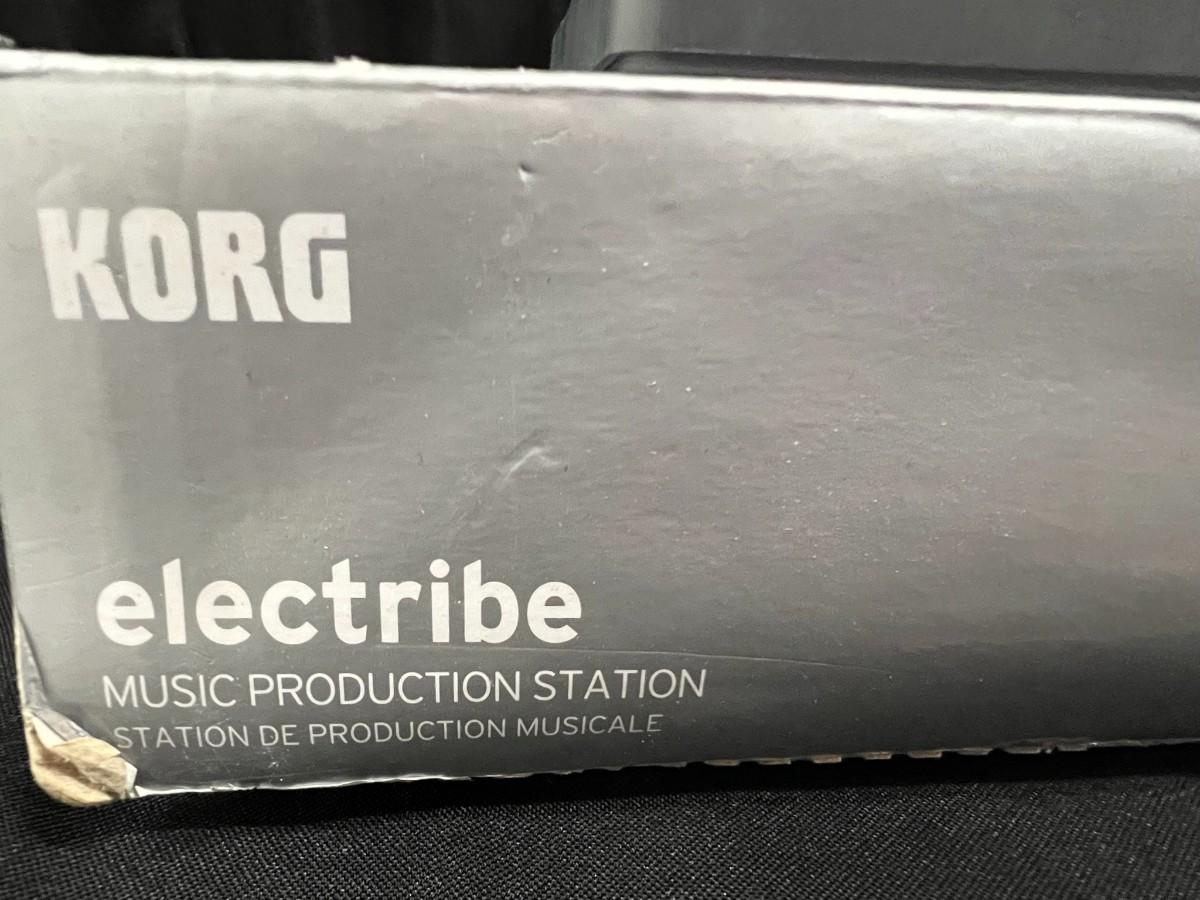 KORG
electribe
MUSIC PRODUCTION STATION
STATION DE PRODUCTION MUSICALE